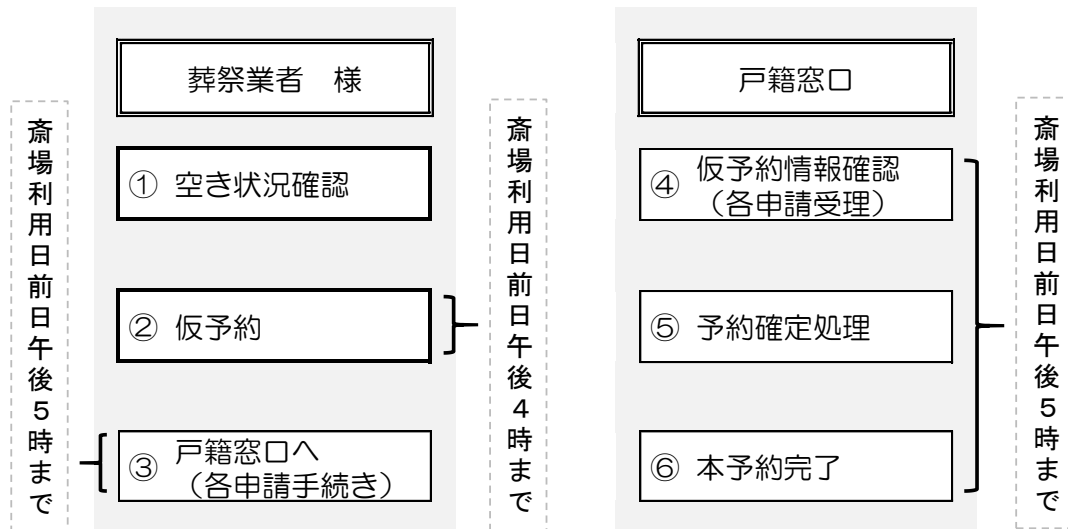 葬祭業者　様
① 空き状況確認
② 仮予約
③ 戸籍窓口へ
（各申請手続き）
斎場利用日前日午後５時まで
斎場利用日前日午後４時まで
戸籍窓口
④ 仮予約情報確認
（各申請受理）
⑤ 予約確定処理
⑥ 本予約完了
斎場利用日前日午後５時まで